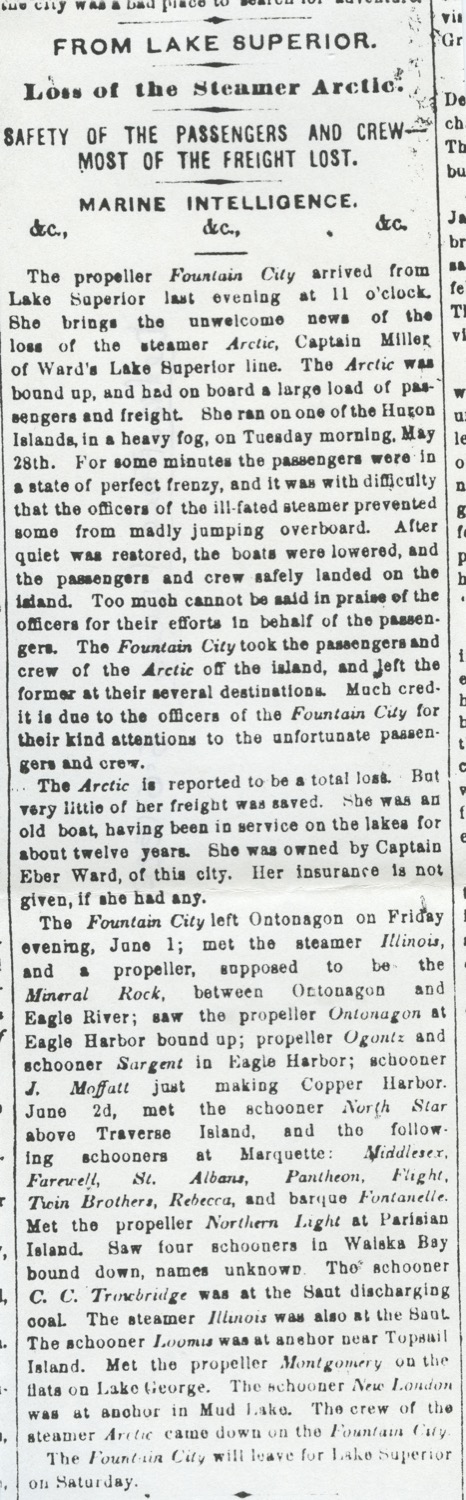 the city was a bad place to search for adventure
FROM LAKE SUPERIOR.
Loss of the Steamer Arctic.
SAFETY OF THE PASSENGERS AND CREW—
MOST OF THE FREIGHT LOST.
MARINE INTELLIGENCE.
&c., &c., &c.
The propeller Fountain City arrived from
Lake Superior last evening at 11 o'clock.
She brings the unwelcome news of the
loss of the steamer Arctic, Captain Miller,
of Ward's Lake Superior line. The Arctic was
bound up, and had on board a large load of pas-
sengers and freight. She ran on one of the Huron
Islands, in a heavy fog, on Tuesday morning, May
28th. For some minutes the passengers were in
a state of perfect frenzy, and it was with difficulty
that the officers of the ill-fated steamer prevented
some from madly jumping overboard. After
quiet was restored, the boats were lowered, and
the passengers and crew safely landed on the
island. Too much cannot be said in praise of the
officers for their efforts in behalf of the passen-
gers. The Fountain City took the passengers and
crew of the Arctic off the island, and left the
former at their several destinations. Much cred-
it is due to the officers of the Fountain City for
their kind attentions to the unfortunate passen-
gers and crew.
The Arctic is reported to be a total loss. But
very little of her freight was saved. She was an
old boat, having been in service on the lakes for
about twelve years. She was owned by Captain
Eber Ward, of this city. Her insurance is not
given, if she had any.
The Fountain City left Ontonagon on Friday
evening, June 1; met the steamer Illinois,
and a propeller, supposed to be the
Mineral Rock, between Ontonagon and
Eagle River; saw the propeller Ontonagon at
Eagle Harbor bound up; propeller Ogontz and
schooner Sargent in Eagle Harbor; schooner
J. Moffatt just making Copper Harbor.
June 2d, met the schooner North Star
above Traverse Island, and the follow-
ing schooners at Marquette: Middlesex,
Farewell, St. Albans, Pantheon, Flight,
Twin Brothers, Rebecca, and barque Fontanelle.
Met the propeller Northern Light at Parisian
Island. Saw four schooners in Waiska Bay
bound down, names unknown. The schooner
C. C. Trowbridge was at the Saut discharging
coal. The steamer Illinois was also at the Saut.
The schooner Loomis was at anchor near Topsail
Island. Met the propeller Montgomery on the
flats on Lake George. The schooner New London
was at anchor in Mud Lake. The crew of the
steamer Arctic came down on the Fountain City.
The Fountain City will leave for Lake Superior
on Saturday.